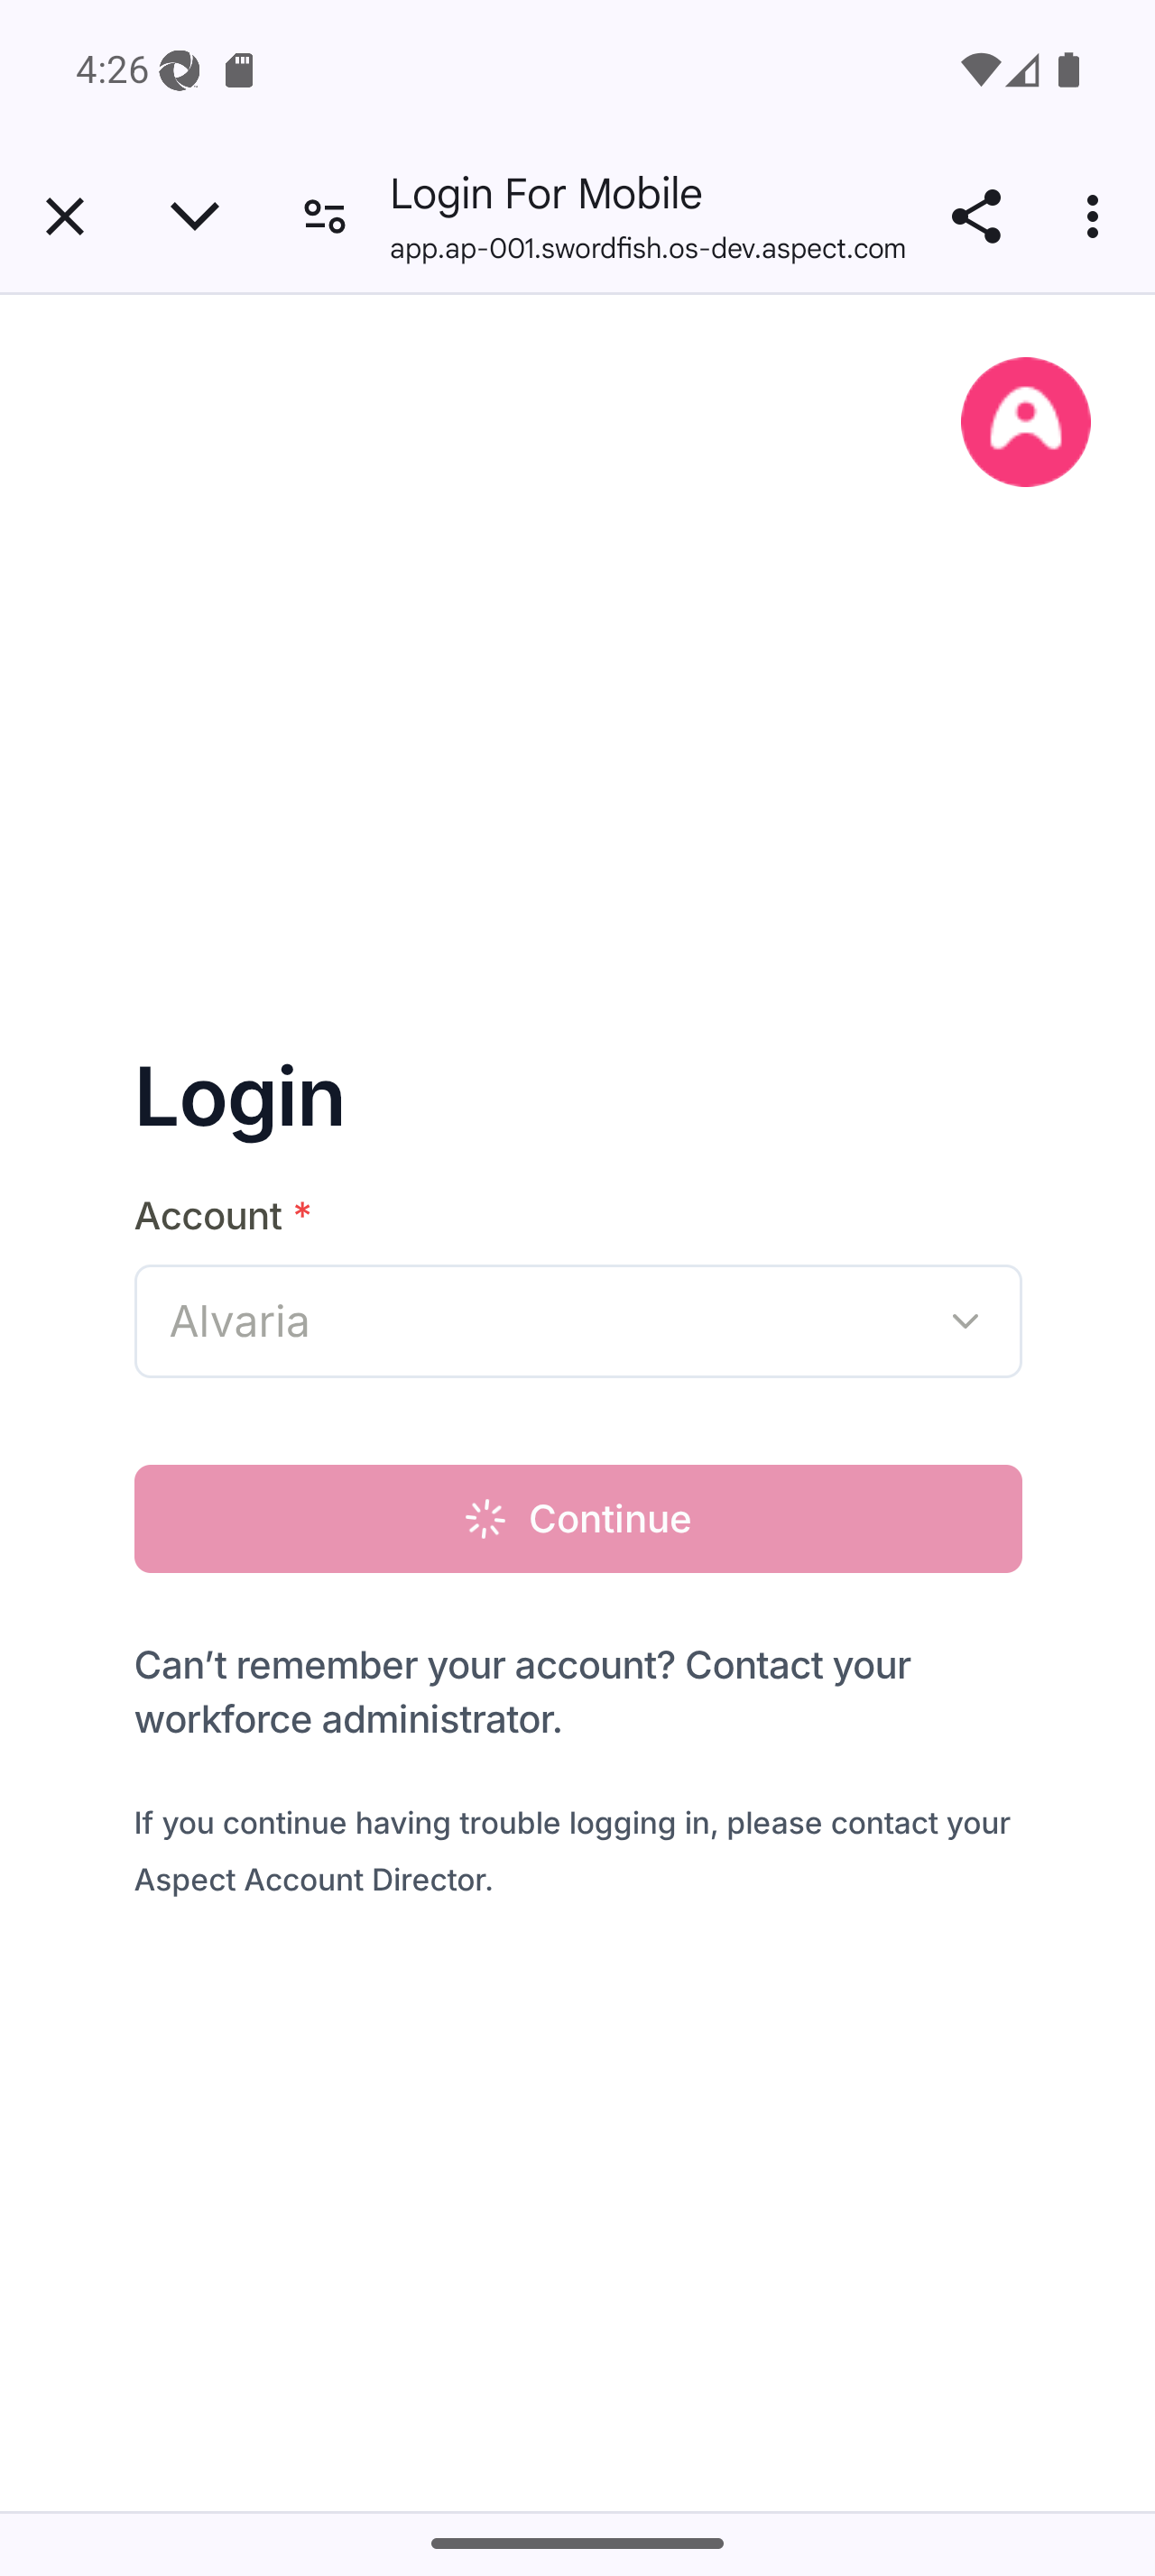 4:26
Login For Mobile
app.ap-001.swordfish.os-dev.aspect.com
Login
Account *
Alvaria
Continue
Can’t remember your account? Contact your
workforce administrator.
If you continue having trouble logging in, please contact your
Aspect Account Director.